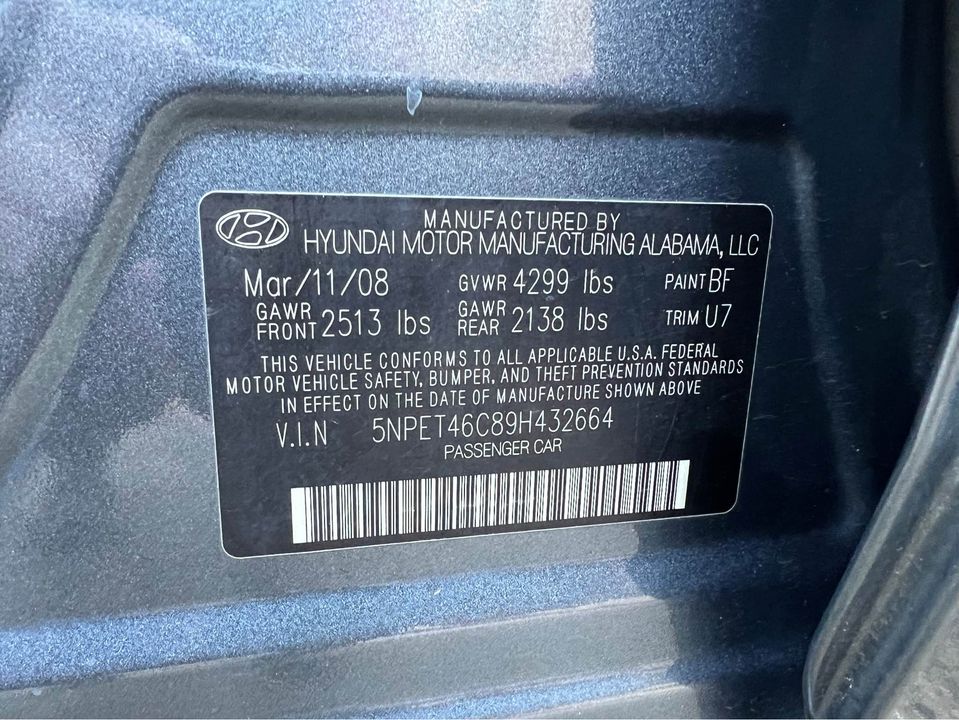 MANUFACTURED BY
HYUNDAI MOTOR MANUFACTURING ALABAMA, LLC
Mar/11/08 GVWR 4299 lbs PAINT BF
GAWR FRONT 2513 lbs GAWR REAR 2138 lbs TRIM U7
THIS VEHICLE CONFORMS TO ALL APPLICABLE U.S.A. FEDERAL
MOTOR VEHICLE SAFETY, BUMPER, AND THEFT PREVENTION STANDARDS
IN EFFECT ON THE DATE OF MANUFACTURE SHOWN ABOVE
V.I.N 5NPET46C89H432664
PASSENGER CAR